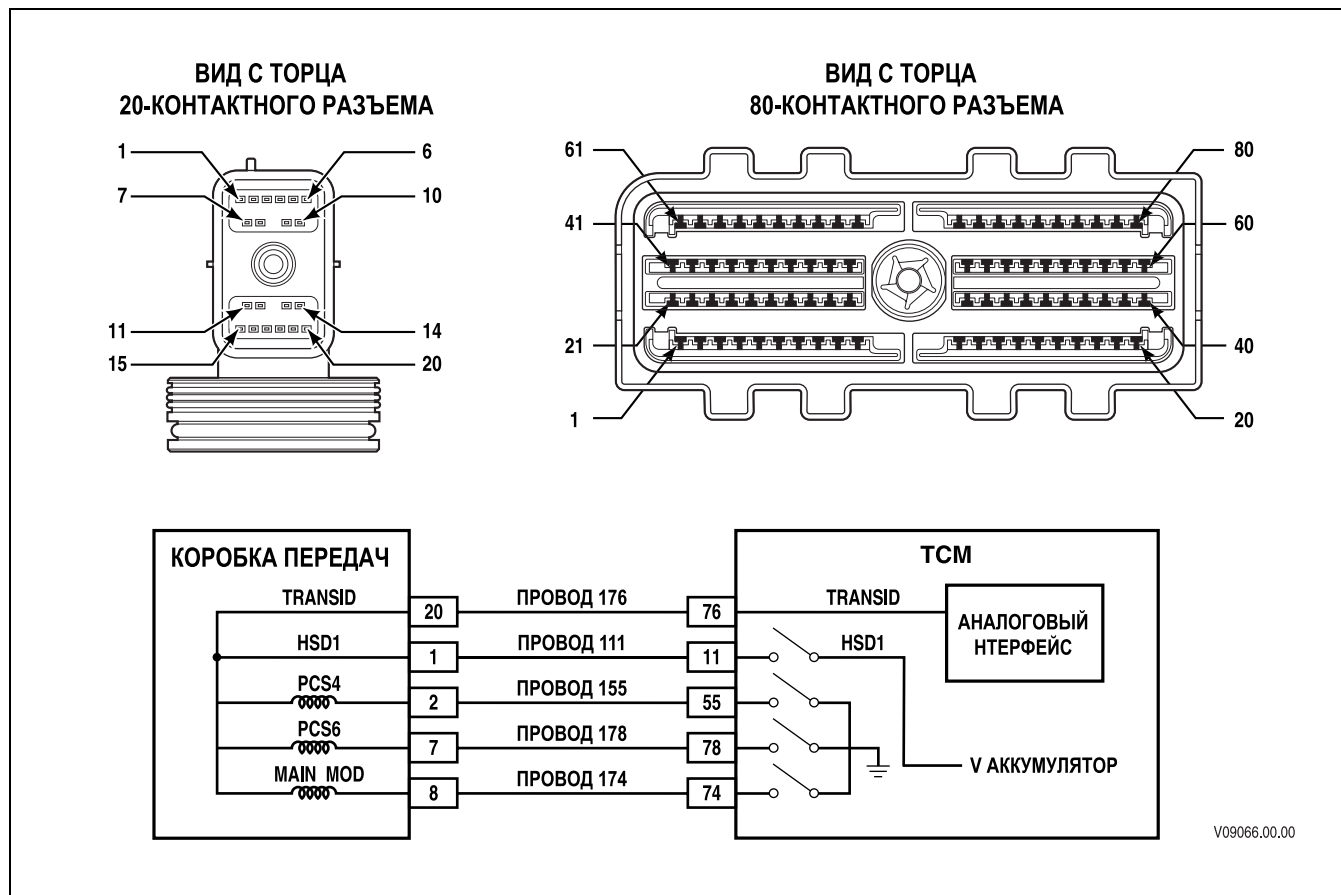 ВИД С ТОРЦА
20-КОНТАКТНОГО РАЗЪЕМА
1
6
7
10
11
14
15
20
ВИД С ТОРЦА
80-КОНТАКТНОГО РАЗЪЕМА
61
80
41
60
21
40
1
20
КОРОБКА ПЕРЕДАЧ
TCM
TRANSID
20
ПРОВОД 176
76
TRANSID
АНАЛОГОВЫЙ
НТЕРФЕЙС
HSD1
1
ПРОВОД 111
11
HSD1
PCS4
2
ПРОВОД 155
55
PCS6
7
ПРОВОД 178
78
MAIN MOD
8
ПРОВОД 174
74
V АККУМУЛЯТОР
V09066.00.00